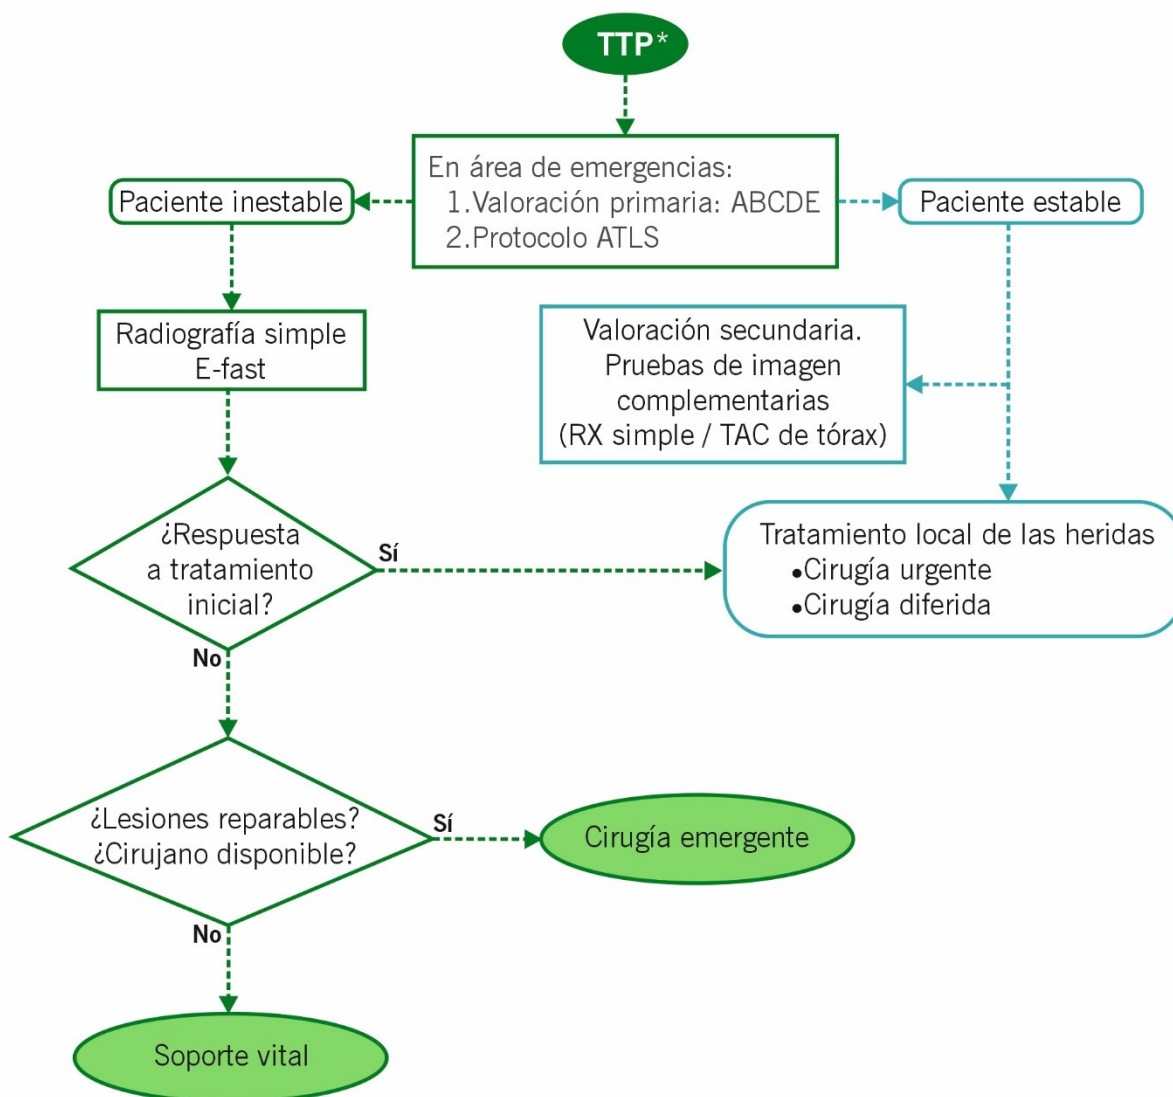 TTP*
En área de emergencias:
1.Valoración primaria: ABCDE
2.Protocolo ATLS
Paciente inestable
Paciente estable
Radiografía simple
E-fast
Valoración secundaria.
Pruebas de imagen
complementarias
(RX simple / TAC de tórax)
¿Respuesta
a tratamiento
inicial?
Sí
Tratamiento local de las heridas
•Cirugía urgente
•Cirugía diferida
No
¿Lesiones reparables?
¿Cirujano disponible?
Sí
Cirugía emergente
No
Soporte vital